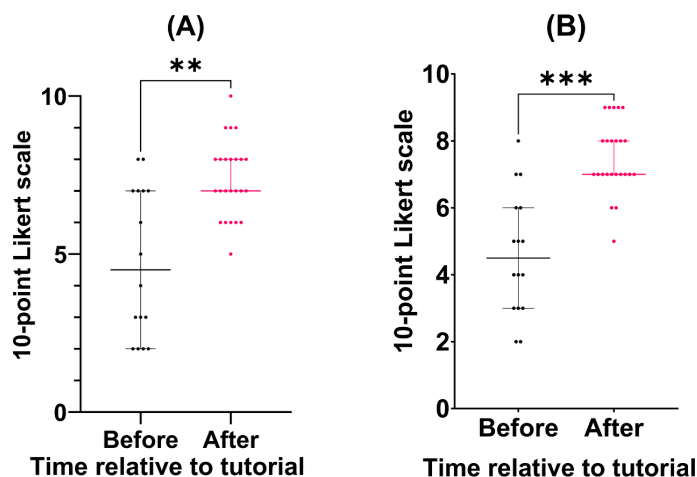 (A)
**
10-point Likert scale
10
5
0
Before After
Time relative to tutorial
(B)
***
10-point Likert scale
10
8
6
4
2
0
Before After
Time relative to tutorial